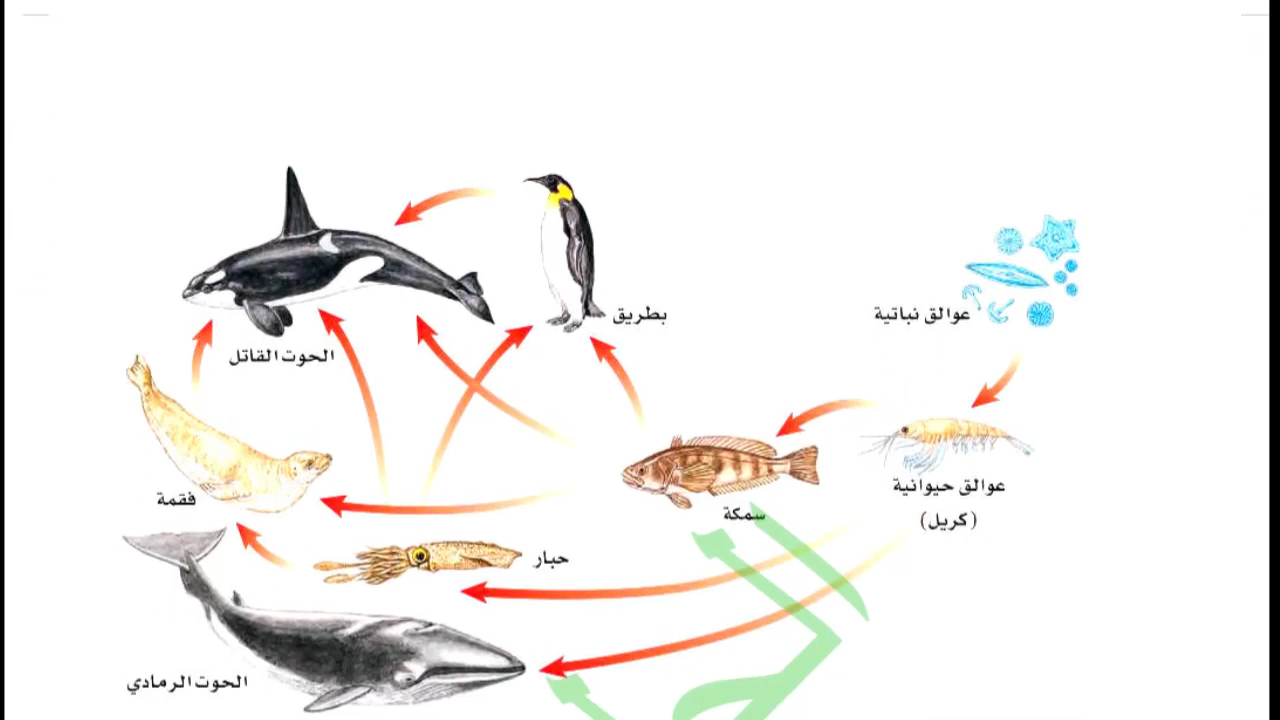 بطريق
عوالق نباتية
الحوت القاتل
عوالق حيوانية
(كريل)
فقمة
سمكة
حبار
الحوت الرمادي